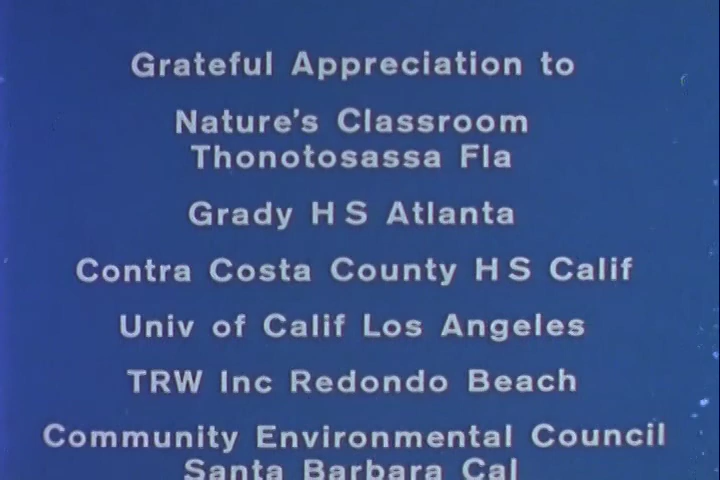 Grateful Appreciation to
Nature's Classroom
Thonotosassa Fla
Grady H S Atlanta
Contra Costa County H S Calif
Univ of Calif Los Angeles
TRW Inc Redondo Beach
Community Environmental Council
Santa Barbara Cal